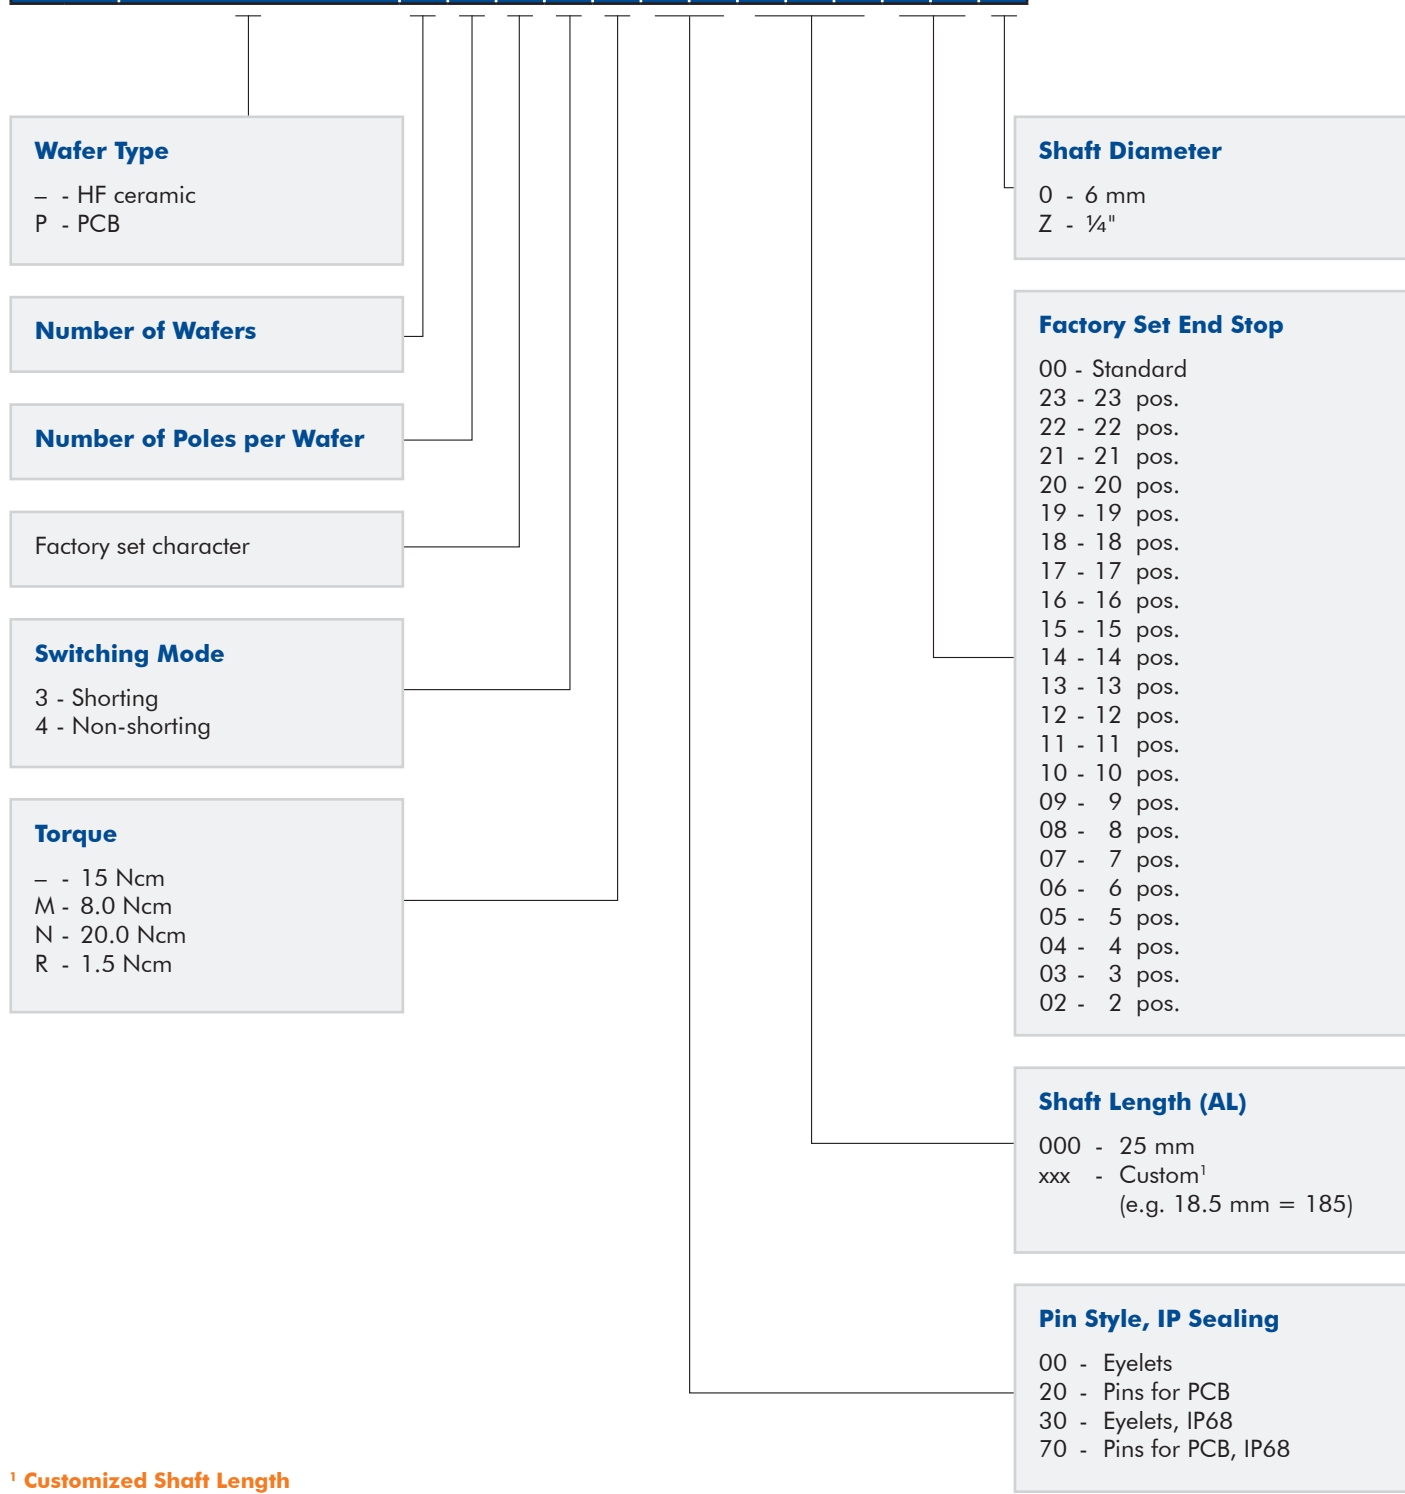 Wafer Type
– - HF ceramic
P - PCB
Number of Wafers
Number of Poles per Wafer
Factory set character
Switching Mode
3 - Shorting
4 - Non-shorting
Torque
– - 15 Ncm
M - 8.0 Ncm
N - 20.0 Ncm
R - 1.5 Ncm
Shaft Diameter
0 - 6 mm
Z - ¼"
Factory Set End Stop
00 - Standard
23 - 23 pos.
22 - 22 pos.
21 - 21 pos.
20 - 20 pos.
19 - 19 pos.
18 - 18 pos.
17 - 17 pos.
16 - 16 pos.
15 - 15 pos.
14 - 14 pos.
13 - 13 pos.
12 - 12 pos.
11 - 11 pos.
10 - 10 pos.
09 - 9 pos.
08 - 8 pos.
07 - 7 pos.
06 - 6 pos.
05 - 5 pos.
04 - 4 pos.
03 - 3 pos.
02 - 2 pos.
Shaft Length (AL)
000 - 25 mm
xxx - Custom¹
(e.g. 18.5 mm = 185)
Pin Style, IP Sealing
00 - Eyelets
20 - Pins for PCB
30 - Eyelets, IP68
70 - Pins for PCB, IP68
¹ Customized Shaft Length